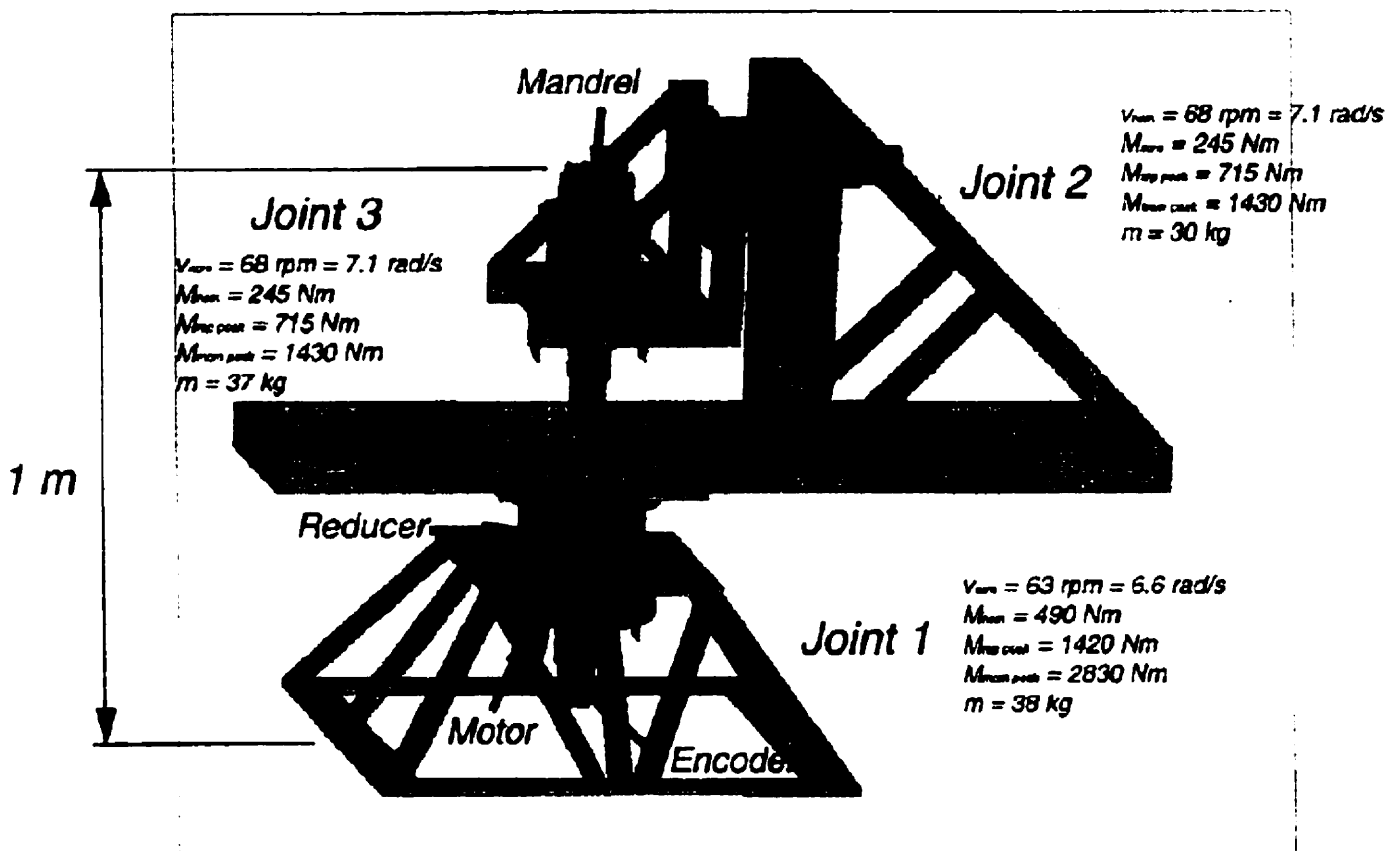 Mandrel
Joint 3
= 68 rpm = 7.1 rad/s
= 245 Nm
= 715 Nm
= 1430 Nm
m = 37 kg
Joint 2
= 68 rpm = 7.1 rad/s
= 245 Nm
= 715 Nm
= 1430 Nm
m = 30 kg
1 m
Reducer
Motor
Encoder
Joint 1
= 63 rpm = 6.6 rad/s
= 490 Nm
= 1420 Nm
= 2830 Nm
m = 38 kg